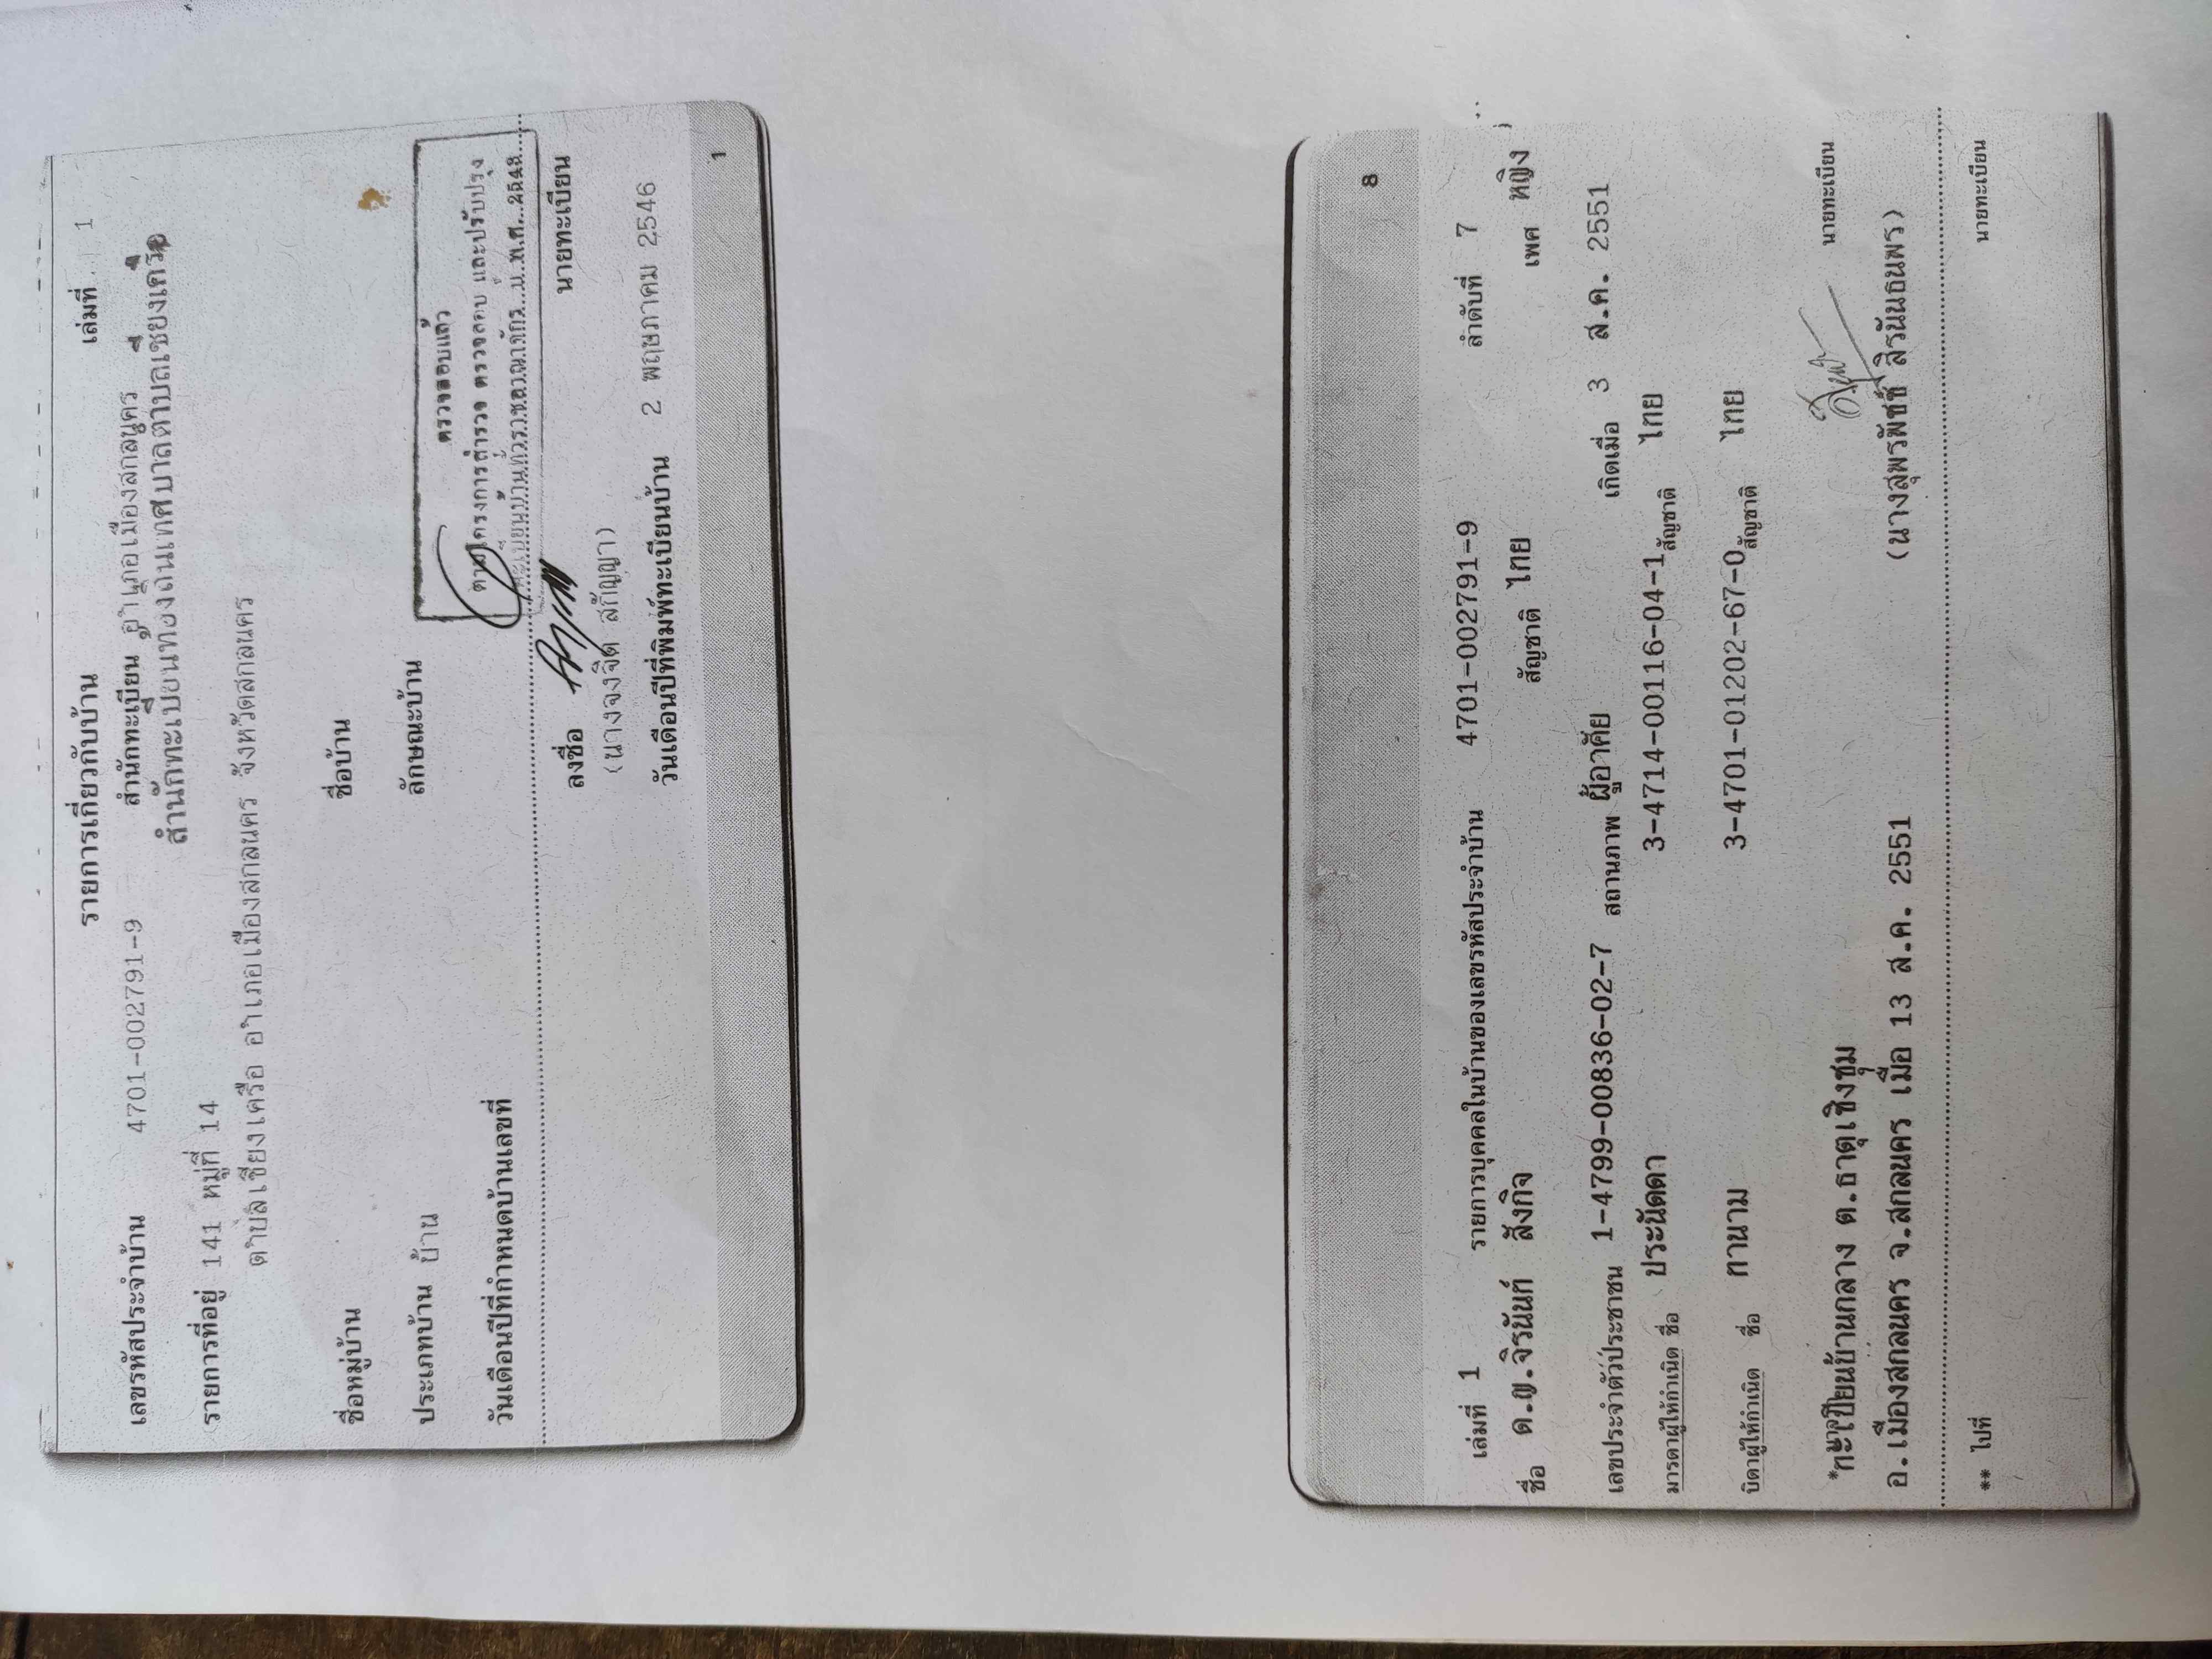 รายการเกี่ยวกับบ้าน เล่มที่ 1
เลขรหัสประจำบ้าน 4701-002791-9 สำนักทะเบียน อำเภอเมืองสกลนคร
สำนักทะเบียนท้องถิ่นเทศบาลตำบลเชียงเครือ
รายการที่อยู่ 141 หมู่ที่ 14
ตำบลเชียงเครือ อำเภอเมืองสกลนคร จังหวัดสกลนคร
ชื่อหมู่บ้าน ชื่อบ้าน
ประเภทบ้าน บ้าน ลักษณะบ้าน
ตรวจสอบแล้ว
ตามโครงการสำรวจ ตรวจสอบ และปรับปรุง
ทะเบียนบ้านทั่วราชอาณาจักร
วันเดือนปีที่กำหนดบ้านเลขที่
ลงชื่อ นายทะเบียน
(นางจงจิต สกัญญา)
วันเดือนปีที่พิมพ์ทะเบียนบ้าน 2 พฤษภาคม 2546
1
8
เล่มที่ 1 รายการบุคคลในบ้านของเลขรหัสประจำบ้าน 4701-002791-9 ลำดับที่ 7
ชื่อ ด.ญ.จิรนันท์ สังกิจ สัญชาติ ไทย เพศ หญิง
เลขประจำตัวประชาชน 1-4799-00836-02-7 สถานภาพ ผู้อาศัย เกิดเมื่อ 3 ส.ค. 2551
มารดาผู้ให้กำเนิด ชื่อ ประนัดดา 3-4714-00116-04-1 สัญชาติ ไทย
บิดาผู้ให้กำเนิด ชื่อ ทานาม 3-4701-01202-67-0 สัญชาติ ไทย
*ทะเบียนบ้านกลาง ต.ธาตุเชิงชุม นายทะเบียน
อ.เมืองสกลนคร จ.สกลนคร เมื่อ 13 ส.ค. 2551 (นางสุพรพัชช์ สิรนันธนพร)
** ไปที่ นายทะเบียน